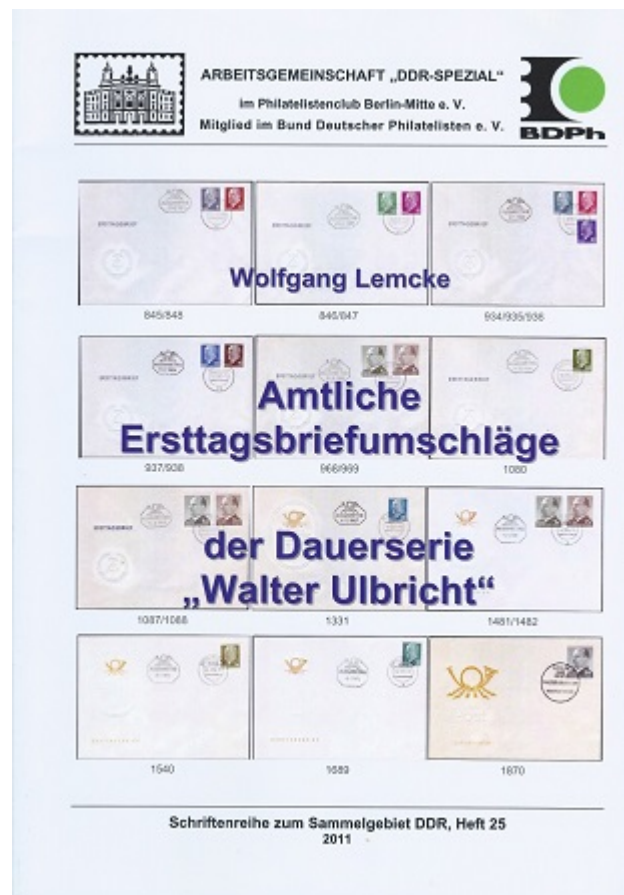 ARBEITSGEMEINSCHAFT „DDR-SPEZIAL“
im Philatelistenclub Berlin-Mitte e. V.
Mitglied im Bund Deutscher Philatelisten e. V.
BDPh
ERSTTAGSBRIEF
Wolfgang Lemcke
845/848
846/847
934/935/936
Amtliche
Ersttagsbriefumschläge
937/938
968/969
1080
ERSTTAGSBRIEF
der Dauerserie
„Walter Ulbricht“
1087/1088
1331
1481/1482
1540
1689
1870
Schriftenreihe zum Sammelgebiet DDR, Heft 25
2011